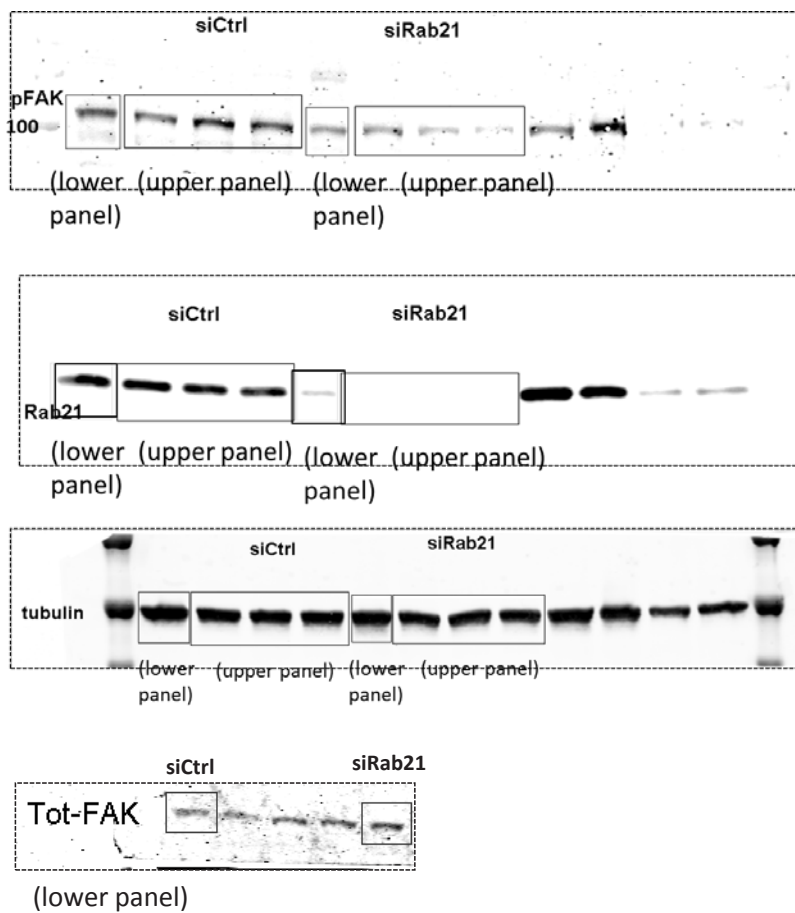 siCtrl siRab21
pFAK
100
(lower (upper panel) (lower (upper panel)
panel) panel)
siCtrl siRab21
Rab21
(lower (upper panel) (lower (upper panel)
panel) panel)
siCtrl siRab21
tubulin
(lower (upper panel) (lower (upper panel)
panel) panel)
siCtrl siRab21
Tot-FAK
(lower panel)